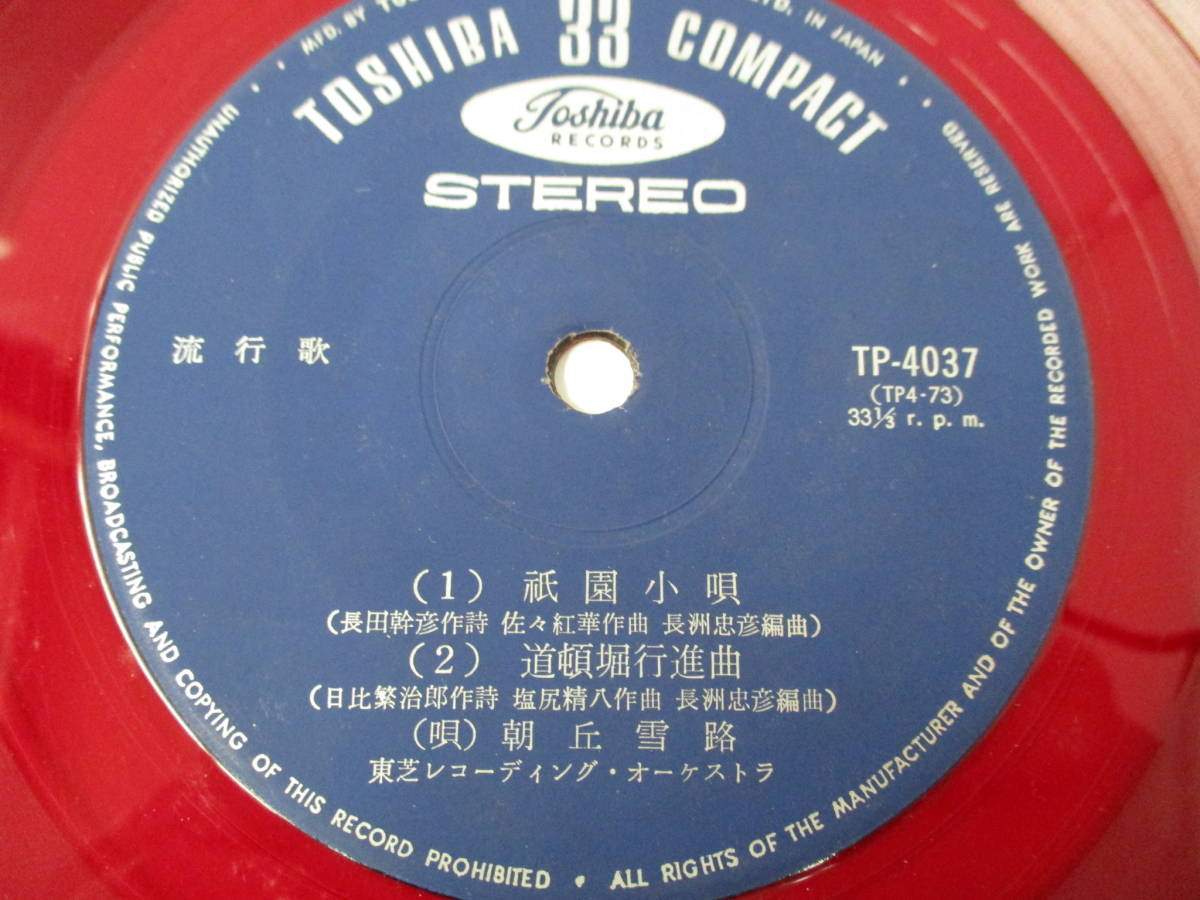 MFD. BY
LTD. IN JAPAN
TOSHIBA 33 COMPACT
Toshiba
RECORDS
STEREO
流行歌
TP-4037
(TP4-73)
33⅓ r. p. m.
(1) 祇園小唄
(長田幹彦作詩 佐々紅華作曲 長洲忠彦編曲)
(2) 道頓堀行進曲
(日比繁治郎作詩 塩尻精八作曲 長洲忠彦編曲)
(唄) 朝丘雪路
東芝レコーディング・オーケストラ
UNAUTHORIZED PUBLIC PERFORMANCE, BROADCASTING AND COPYING OF THIS RECORD PROHIBITED • ALL RIGHTS OF THE MANUFACTURER AND OF THE OWNER OF THE RECORDED WORK ARE RESERVED